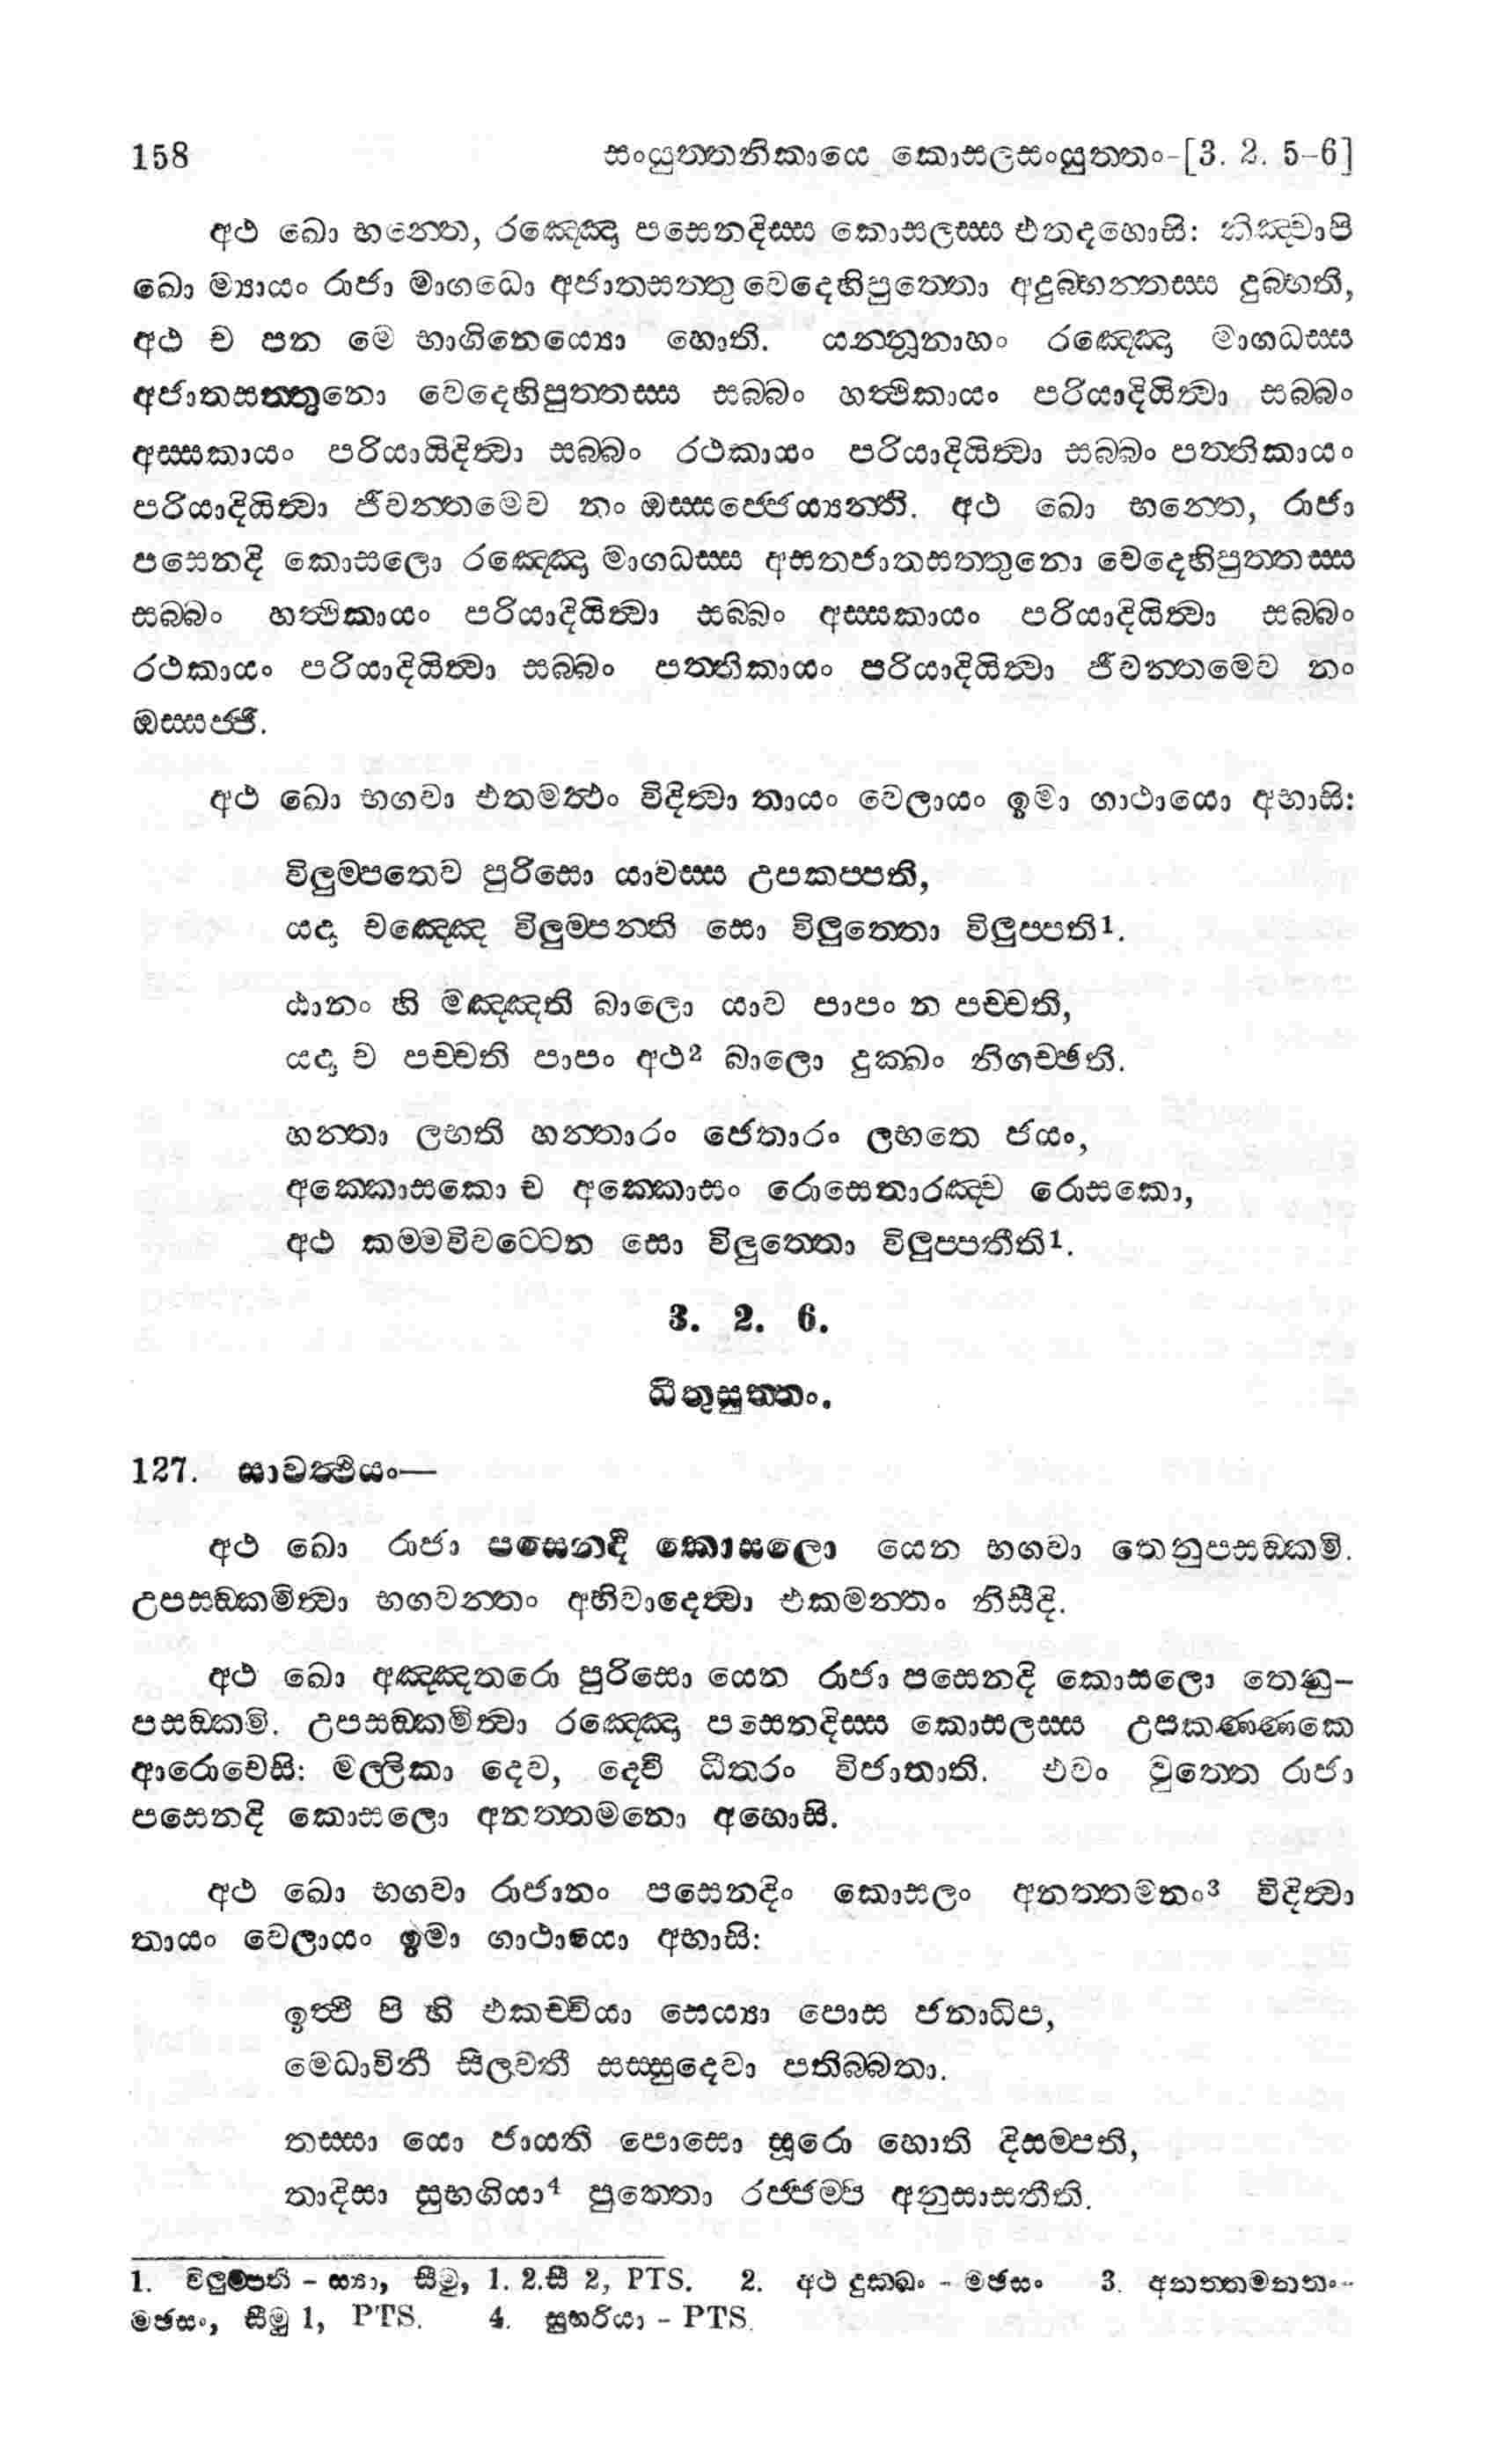 158 සංයුත්තනිකායෙ කොසලසංයුත්තං-[3. 2. 5-6]
අථ ඛො භන්තෙ, රඤ්ඤො පසෙනදිස්ස කොසලස්ස එතදහොසි: කිඤ්චාපි
ඛො ම්‍යායං රාජා මාගධො අජාතසත්තු වෙදෙහිපුත්තො අදුබ්භන්තස්ස දුබ්භති,
අථ ච පන මෙ භාගිනෙය්‍යො හොති. යන්නූනාහං රඤ්ඤො මාගධස්ස
අජාතසත්තුනො වෙදෙහිපුත්තස්ස සබ්බං හත්ථිකායං පරියාදියිත්වා සබ්බං
අස්සකායං පරියායිදිත්වා සබ්බං රථකායං පරියාදියිත්වා සබ්බං පත්තිකායං
පරියාදියිත්වා ජීවන්තමෙව නං ඔස්සජ්ජෙය්‍යන්ති. අථ ඛො භන්තෙ, රාජා
පසෙනදි කොසලො රඤ්ඤො මාගධස්ස අසතජාතසත්තුනො වෙදෙහිපුත්තස්ස
සබ්බං හත්ථිකායං පරියාදියිත්වා සබ්බං අස්සකායං පරියාදියිත්වා සබ්බං
රථකායං පරියාදියිත්වා සබ්බං පත්තිකායං පරියාදියිත්වා ජීවන්තමෙව නං
ඔස්සජ්ජි.
අථ ඛො භගවා එතමත්ථං විදිත්වා තායං වෙලායං ඉමා ගාථායො අභාසි:
විලුම්පතෙව පුරිසො යාවස්ස උපකප්පති,
යදා චඤ්ඤෙ විලුම්පන්ති සො විලුත්තො විලුප්පති1.
ඨානං හි මඤ්ඤති බාලො යාව පාපං න පච්චති,
යදා ච පච්චති පාපං අථ2 බාලො දුක්ඛං නිගච්ඡති.
හන්තා ලභති හන්තාරං ජෙතාරං ලභතෙ ජයං,
අක්කොසකො ච අක්කොසං රොසෙතාරඤ්ච රොසකො,
අථ කම්මවිවට්ටෙන සො විලුත්තො විලුප්පතීති1.
3. 2. 6.
ධීතුසුත්තං.
127. සාවත්ථියං—
අථ ඛො රාජා පසෙනදි කොසලො යෙන භගවා තෙනුපසඞ්කමි.
උපසඞ්කමිත්වා භගවන්තං අභිවාදෙත්වා එකමන්තං නිසීදි.
අථ ඛො අඤ්ඤතරො පුරිසො යෙන රාජා පසෙනදි කොසලො තෙනු-
පසඞ්කමි. උපසඞ්කමිත්වා රඤ්ඤො පසෙනදිස්ස කොසලස්ස උපකණ්ණකෙ
ආරොචෙසි: මල්ලිකා දෙව, දෙවී ධීතරං විජාතාති. එවං වුත්තෙ රාජා
පසෙනදි කොසලො අනත්තමනො අහොසි.
අථ ඛො භගවා රාජානං පසෙනදිං කොසලං අනත්තමනං3 විදිත්වා
තායං වෙලායං ඉමා ගාථායො අභාසි:
ඉත්ථී පි හි එකච්චියා සෙය්‍යා පොස ජනාධිප,
මෙධාවිනී සීලවතී සස්සුදෙවා පතිබ්බතා.
තස්සා යො ජායති පොසො සූරො හොති දිසම්පති,
තාදිසා සුභගියා4 පුත්තො රජ්ජම්පි අනුසාසතීති.
1. විලුම්පති - ස්‍යා, සීමු, 1. 2.සී 2, PTS. 2. අථ දුක්ඛං - මඡසං 3. අනත්තමනතං--
මඡසං, සීමු 1, PTS. 4. සුභරියා - PTS.